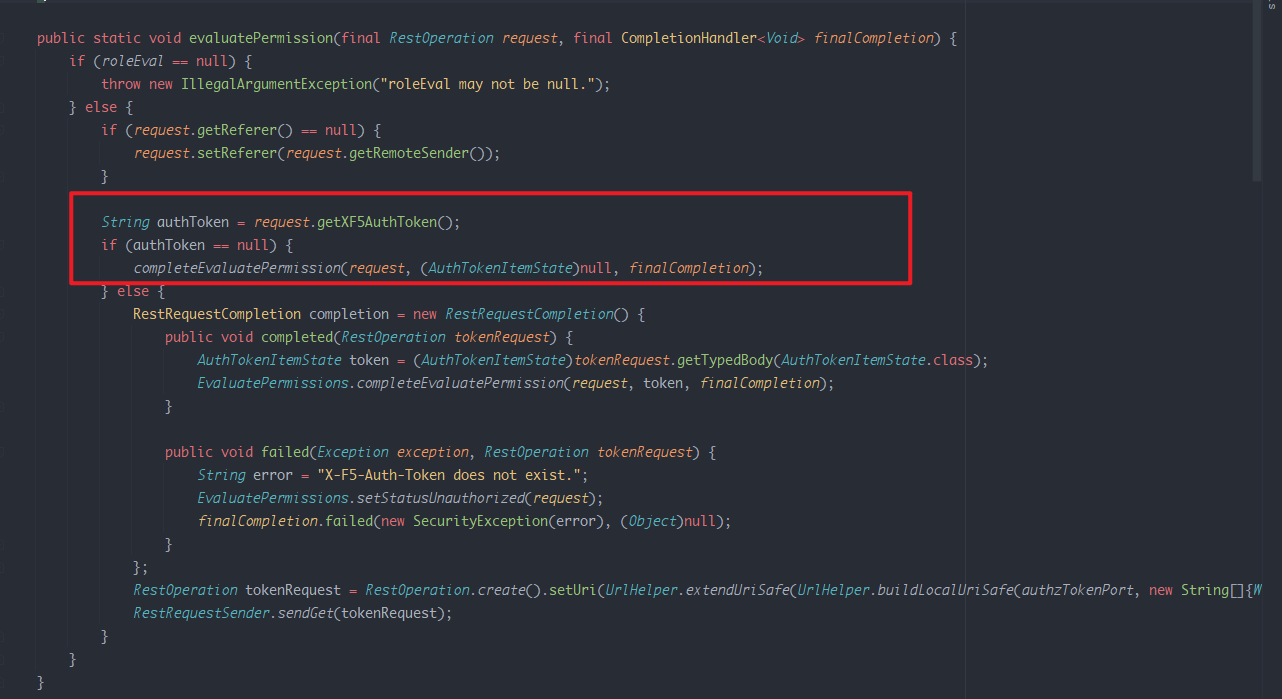 public static void evaluatePermission(final RestOperation request, final CompletionHandler<Void> finalCompletion) {
if (roleEval == null) {
throw new IllegalArgumentException("roleEval may not be null.");
} else {
if (request.getReferer() == null) {
request.setReferer(request.getRemoteSender());
}
String authToken = request.getXF5AuthToken();
if (authToken == null) {
completeEvaluatePermission(request, (AuthTokenItemState)null, finalCompletion);
} else {
RestRequestCompletion completion = new RestRequestCompletion() {
public void completed(RestOperation tokenRequest) {
AuthTokenItemState token = (AuthTokenItemState)tokenRequest.getTypedBody(AuthTokenItemState.class);
EvaluatePermissions.completeEvaluatePermission(request, token, finalCompletion);
}
public void failed(Exception exception, RestOperation tokenRequest) {
String error = "X-F5-Auth-Token does not exist.";
EvaluatePermissions.setStatusUnauthorized(request);
finalCompletion.failed(new SecurityException(error), (Object)null);
}
};
RestOperation tokenRequest = RestOperation.create().setUri(UrlHelper.extendUriSafe(UrlHelper.buildLocalUriSafe(authzTokenPort, new String[]{W
RestRequestSender.sendGet(tokenRequest);
}
}
}